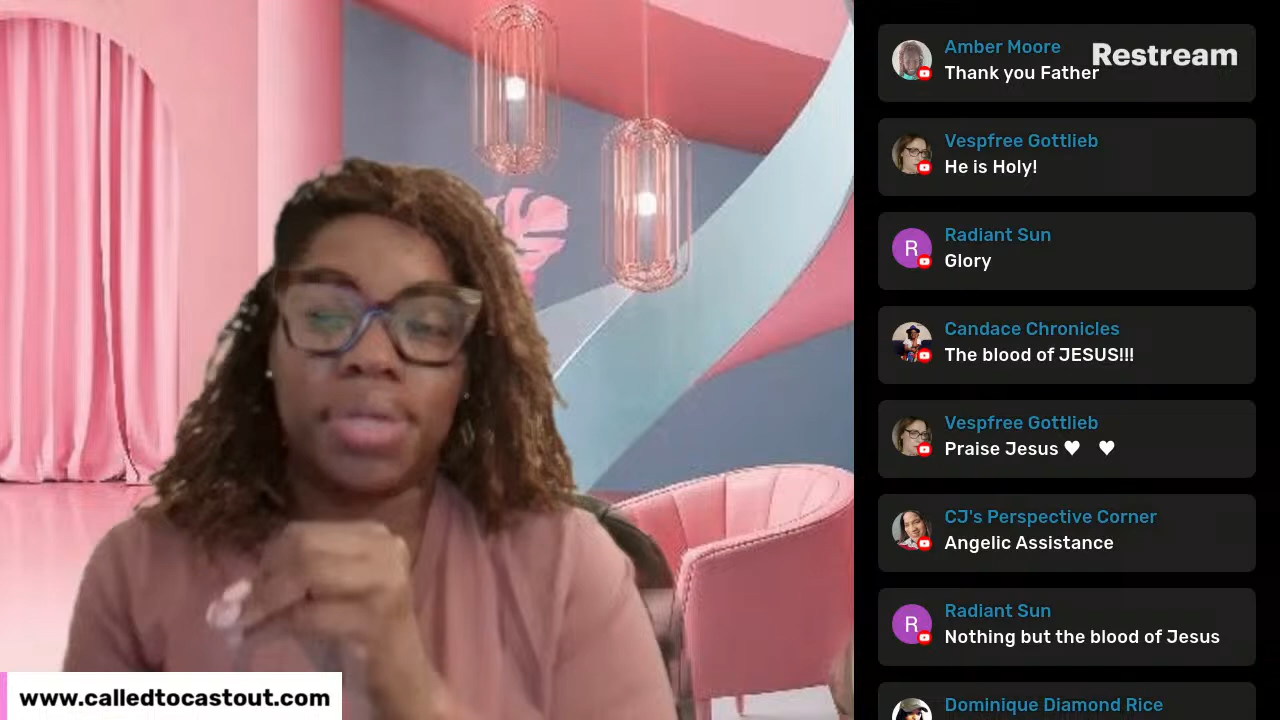 Amber Moore
Restream
Thank you Father
Vespfree Gottlieb
He is Holy!
R
Radiant Sun
Glory
Candace Chronicles
The blood of JESUS!!!
Vespfree Gottlieb
Praise Jesus ♥ ♥
CJ's Perspective Corner
Angelic Assistance
R
Radiant Sun
Nothing but the blood of Jesus
Dominique Diamond Rice
www.calledtocastout.com